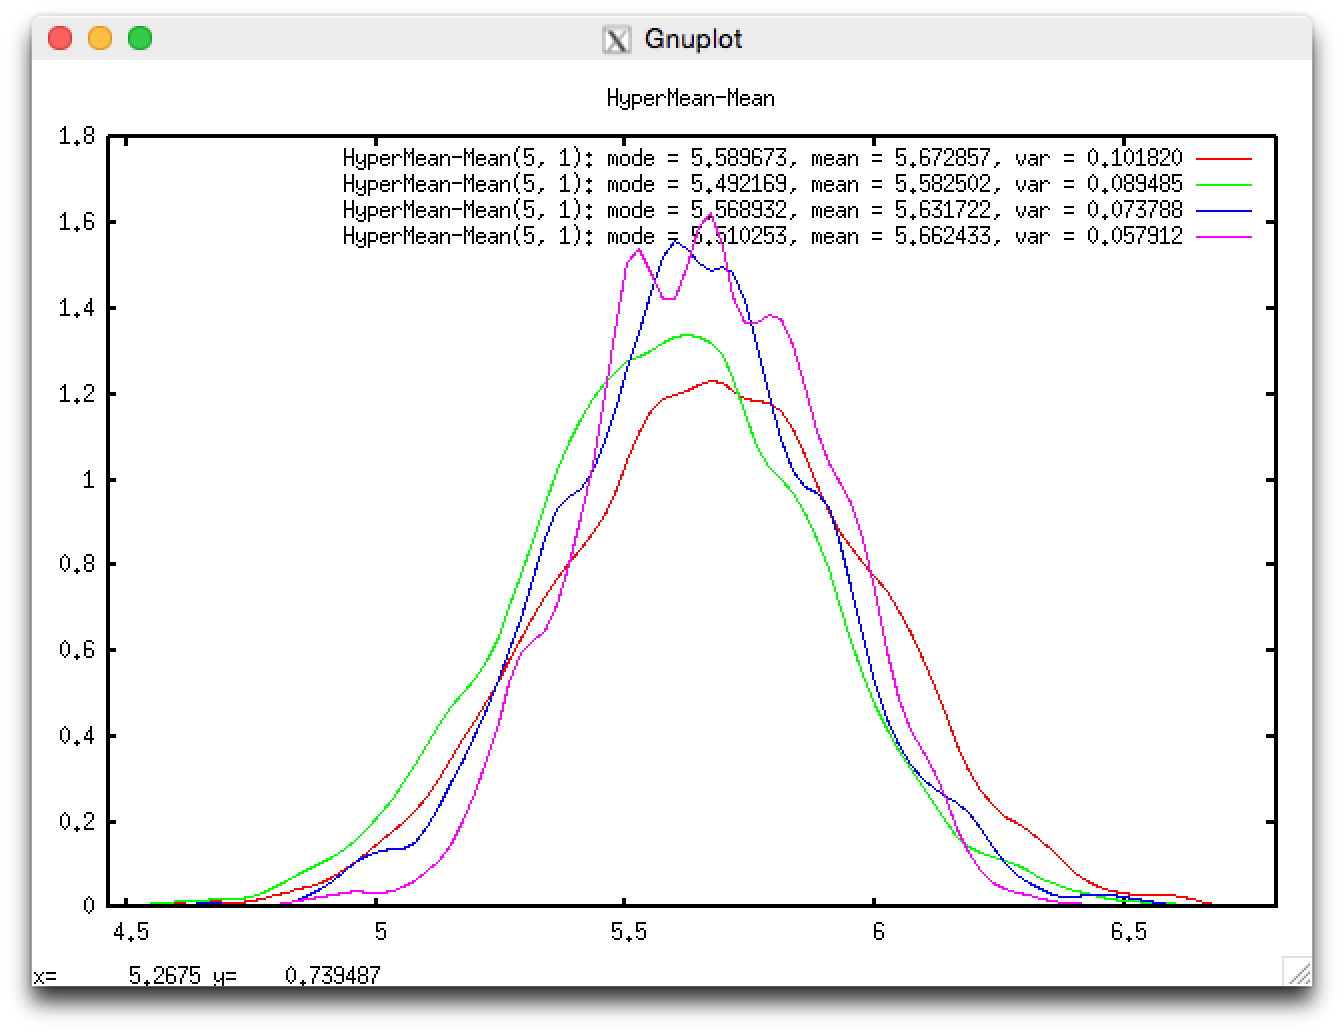 Gnuplot
HyperMean-Mean
1.8
HyperMean-Mean(5, 1): mode = 5.589673, mean = 5.672857, var = 0.101820
HyperMean-Mean(5, 1): mode = 5.492169, mean = 5.582502, var = 0.089485
HyperMean-Mean(5, 1): mode = 5.568932, mean = 5.631722, var = 0.073788
HyperMean-Mean(5, 1): mode = 5.510253, mean = 5.662433, var = 0.057912
1.6
1.4
1.2
1
0.8
0.6
0.4
0.2
0
4.5 5 5.5 6 6.5
x= 5.2675 y= 0.739487